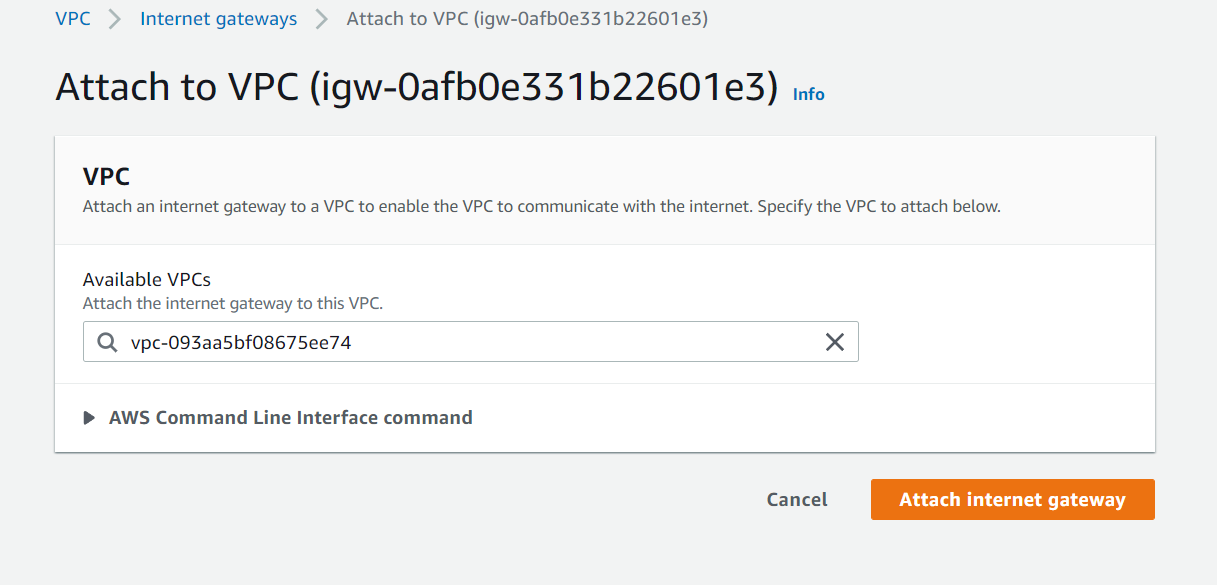 VPC > Internet gateways > Attach to VPC (igw-0afb0e331b22601e3)
Attach to VPC (igw-0afb0e331b22601e3) Info
VPC
Attach an internet gateway to a VPC to enable the VPC to communicate with the internet. Specify the VPC to attach below.
Available VPCs
Attach the internet gateway to this VPC.
vpc-093aa5bf08675ee74
AWS Command Line Interface command
Cancel Attach internet gateway